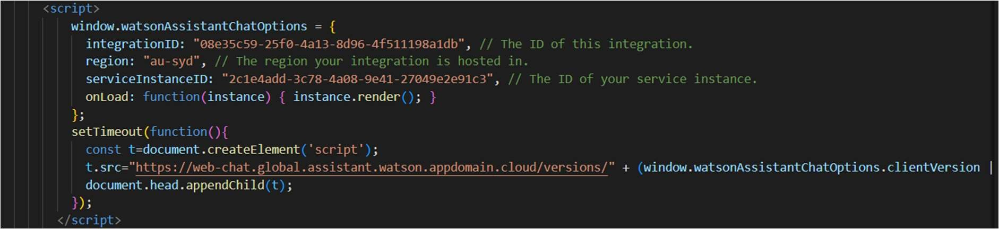 <script>
window.watsonAssistantChatOptions = {
integrationID: "08e35c59-25f0-4a13-8d96-4f511198a1db", // The ID of this integration.
region: "au-syd", // The region your integration is hosted in.
serviceInstanceID: "2c1e4add-3c78-4a08-9e41-27049e2e91c3", // The ID of your service instance.
onLoad: function(instance) { instance.render(); }
};
setTimeout(function(){
const t=document.createElement('script');
t.src="https://web-chat.global.assistant.watson.appdomain.cloud/versions/" + (window.watsonAssistantChatOptions.clientVersion |
document.head.appendChild(t);
});
</script>